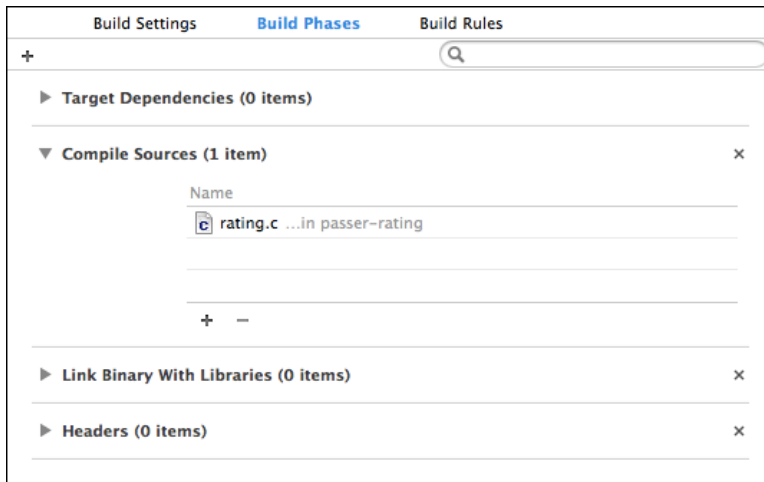 Build Settings Build Phases Build Rules
Target Dependencies (0 items)
Compile Sources (1 item)
Name
rating.c ...in passer-rating
Link Binary With Libraries (0 items)
Headers (0 items)